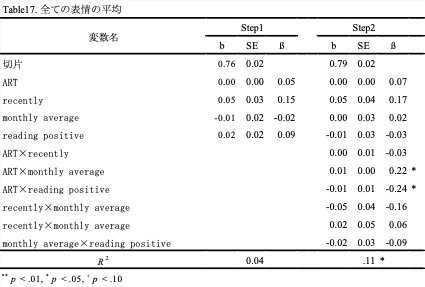 Table17. 全ての表情の平均
変数名 Step1 Step2
b SE ß b SE ß
切片 0.76 0.02 0.79 0.02
ART 0.00 0.00 0.05 0.00 0.00 0.07
recently 0.05 0.03 0.15 0.05 0.04 0.17
monthly average -0.01 0.02 -0.02 0.00 0.03 0.02
reading positive 0.02 0.02 0.09 -0.01 0.03 -0.03
ART×recently 0.00 0.01 -0.03
ART×monthly average 0.01 0.00 0.22 *
ART×reading positive -0.01 0.01 -0.24 *
recently×monthly average -0.05 0.04 -0.16
recently×monthly average 0.02 0.05 0.06
monthly average×reading positive -0.02 0.03 -0.09
R² 0.04 .11 *
** p <.01, * p <.05, + p <.10